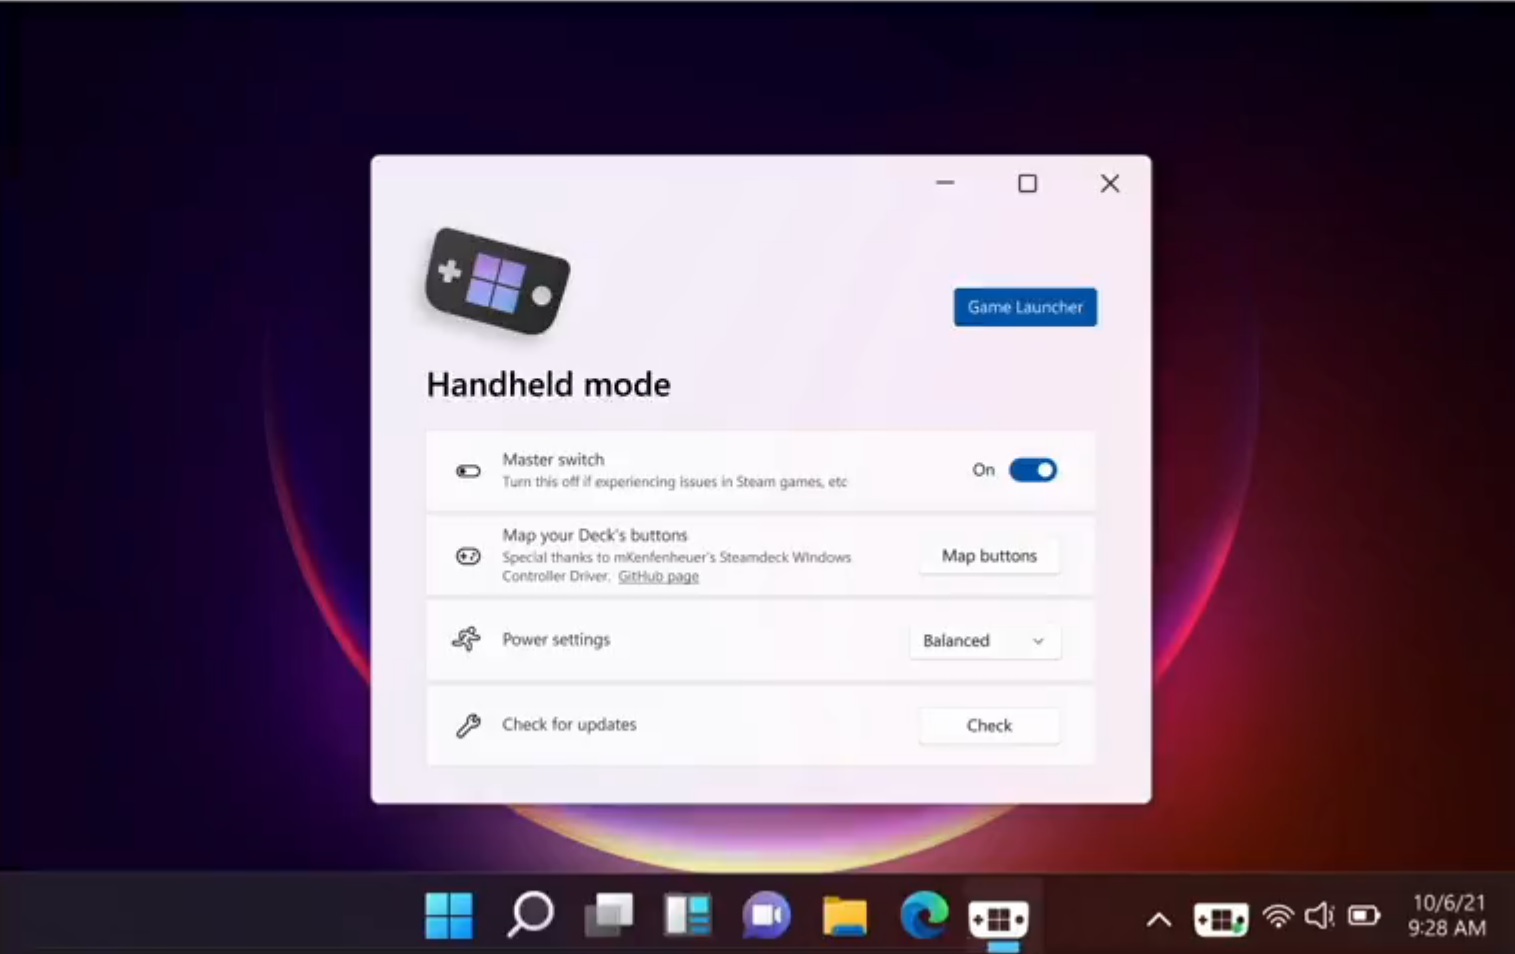 Game Launcher
Handheld mode
Master switch
Turn this off if experiencing issues in Steam games, etc
On
Map your Deck's buttons
Special thanks to mKenfenheuer's Steamdeck Windows
Controller Driver. GitHub page
Map buttons
Power settings
Balanced
Check for updates
Check
10/6/21
9:28 AM